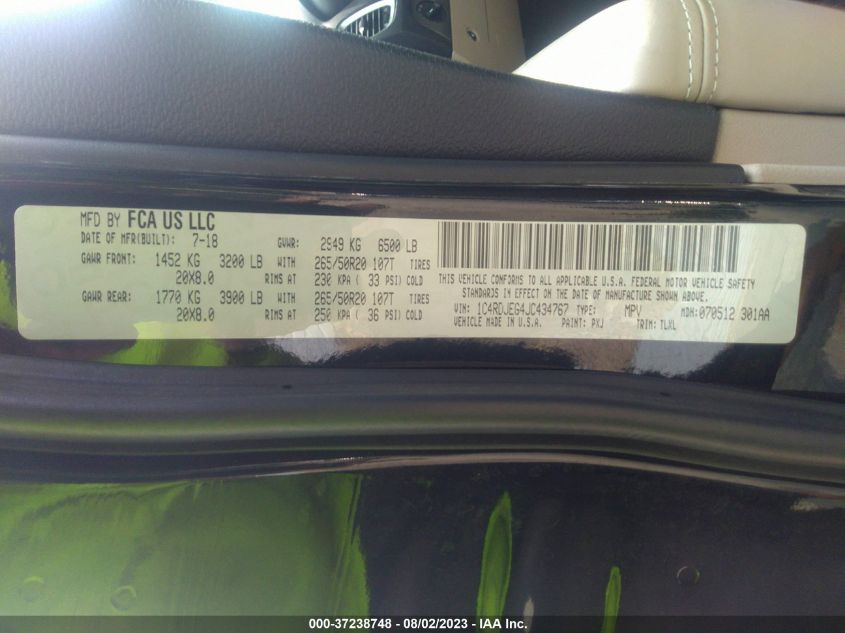 MFD BY FCA US LLC
DATE OF MFR(BUILT): 7-18 GVWR: 2949 KG 6500 LB
GAWR FRONT: 1452 KG 3200 LB WITH 265/50R20 107T TIRES
20X8.0 RIMS AT 230 KPA ( 33 PSI) COLD
GAWR REAR: 1770 KG 3900 LB WITH 265/50R20 107T TIRES
20X8.0 RIMS AT 250 KPA ( 36 PSI) COLD
THIS VEHICLE CONFORMS TO ALL APPLICABLE U.S.A. FEDERAL MOTOR VEHICLE SAFETY
STANDARDS IN EFFECT ON THE DATE OF MANUFACTURE SHOWN ABOVE.
VIN: 1C4RDJEG4JC434767 TYPE: MPV MDH: 070512 301AA
VEHICLE MADE IN U.S.A. PAINT: PXJ TRIM: TLXL
000-37238748 - 08/02/2023 - IAA Inc.